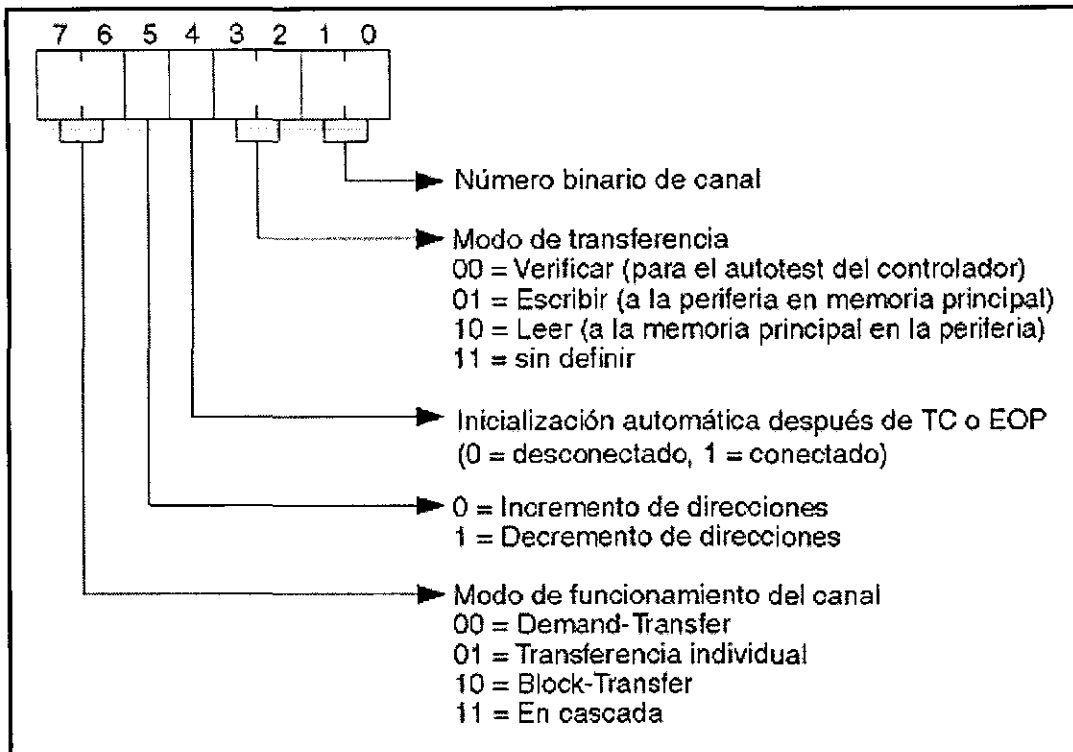 7 6 5 4 3 2 1 0
Número binario de canal
Modo de transferencia
00 = Verificar (para el autotest del controlador)
01 = Escribir (a la periferia en memoria principal)
10 = Leer (a la memoria principal en la periferia)
11 = sin definir
Inicialización automática después de TC o EOP
(0 = desconectado, 1 = conectado)
0 = Incremento de direcciones
1 = Decremento de direcciones
Modo de funcionamiento del canal
00 = Demand-Transfer
01 = Transferencia individual
10 = Block-Transfer
11 = En cascada